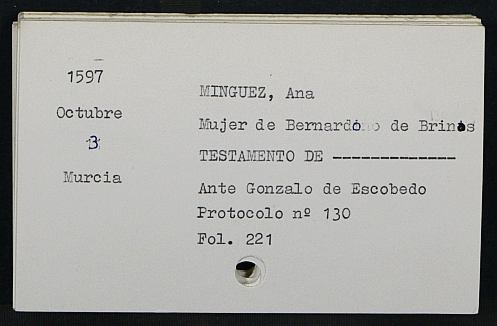 1597
Octubre
3
Murcia
MINGUEZ, Ana
Mujer de Bernardo de Brinas
TESTAMENTO DE -------------
Ante Gonzalo de Escobedo
Protocolo nº 130
Fol. 221